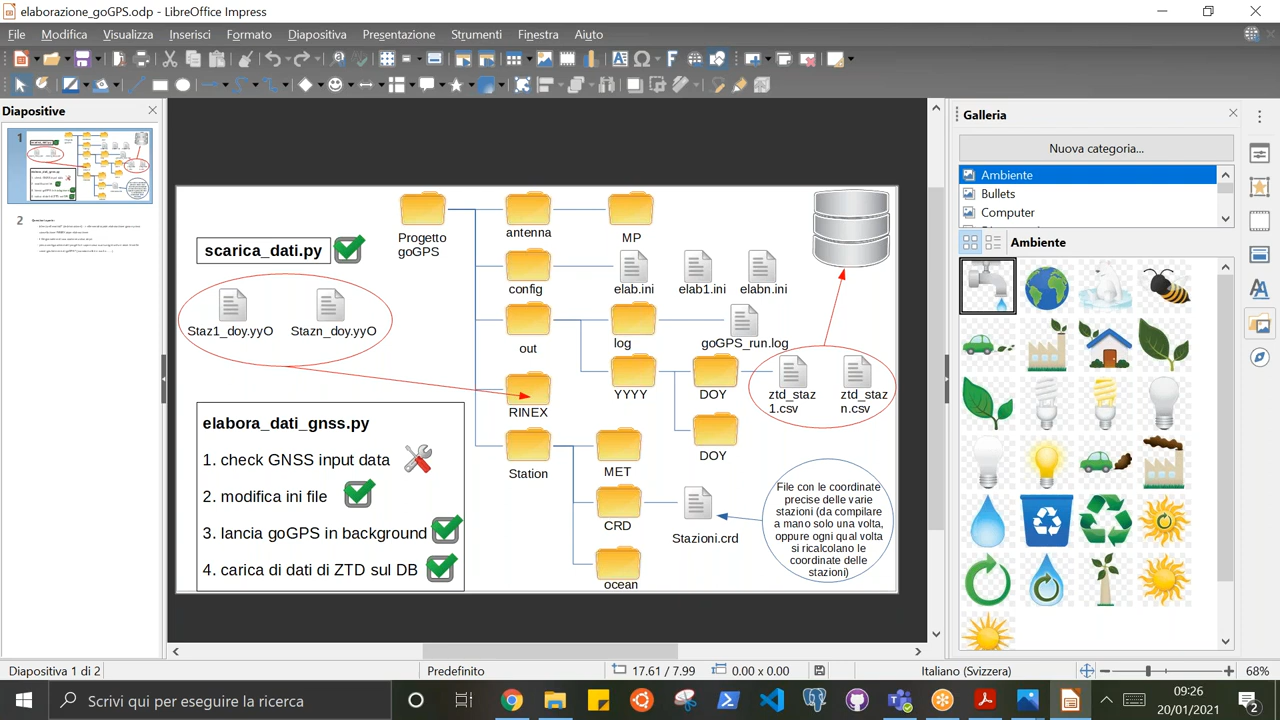 elaborazione_goGPS.odp - LibreOffice Impress
File Modifica Visualizza Inserisci Formato Diapositiva Presentazione Strumenti Finestra Aiuto
Diapositive
1
2
scarica_dati.py
Staz1_doy.yyO
Stazn_doy.yyO
elabora_dati_gnss.py
1. check GNSS input data
2. modifica ini file
3. lancia goGPS in background
4. carica di dati di ZTD sul DB
Progetto
goGPS
antenna
MP
config
elab.ini
elab1.ini
elabn.ini
out
log
goGPS_run.log
YYYY
DOY
ztd_staz
1.csv
ztd_staz
n.csv
RINEX
DOY
Station
MET
CRD
Stazioni.crd
ocean
File con le coordinate
precise delle varie
stazioni (da compilare
a mano solo una volta,
oppure ogni qual volta
si ricalcolano le
coordinate delle
stazioni)
Galleria
Nuova categoria...
Ambiente
Bullets
Computer
Ambiente
Diapositiva 1 di 2
Predefinito
17.61 / 7.99
0.00 x 0.00
Italiano (Svizzera)
68%
Scrivi qui per eseguire la ricerca
09:26
20/01/2021
2